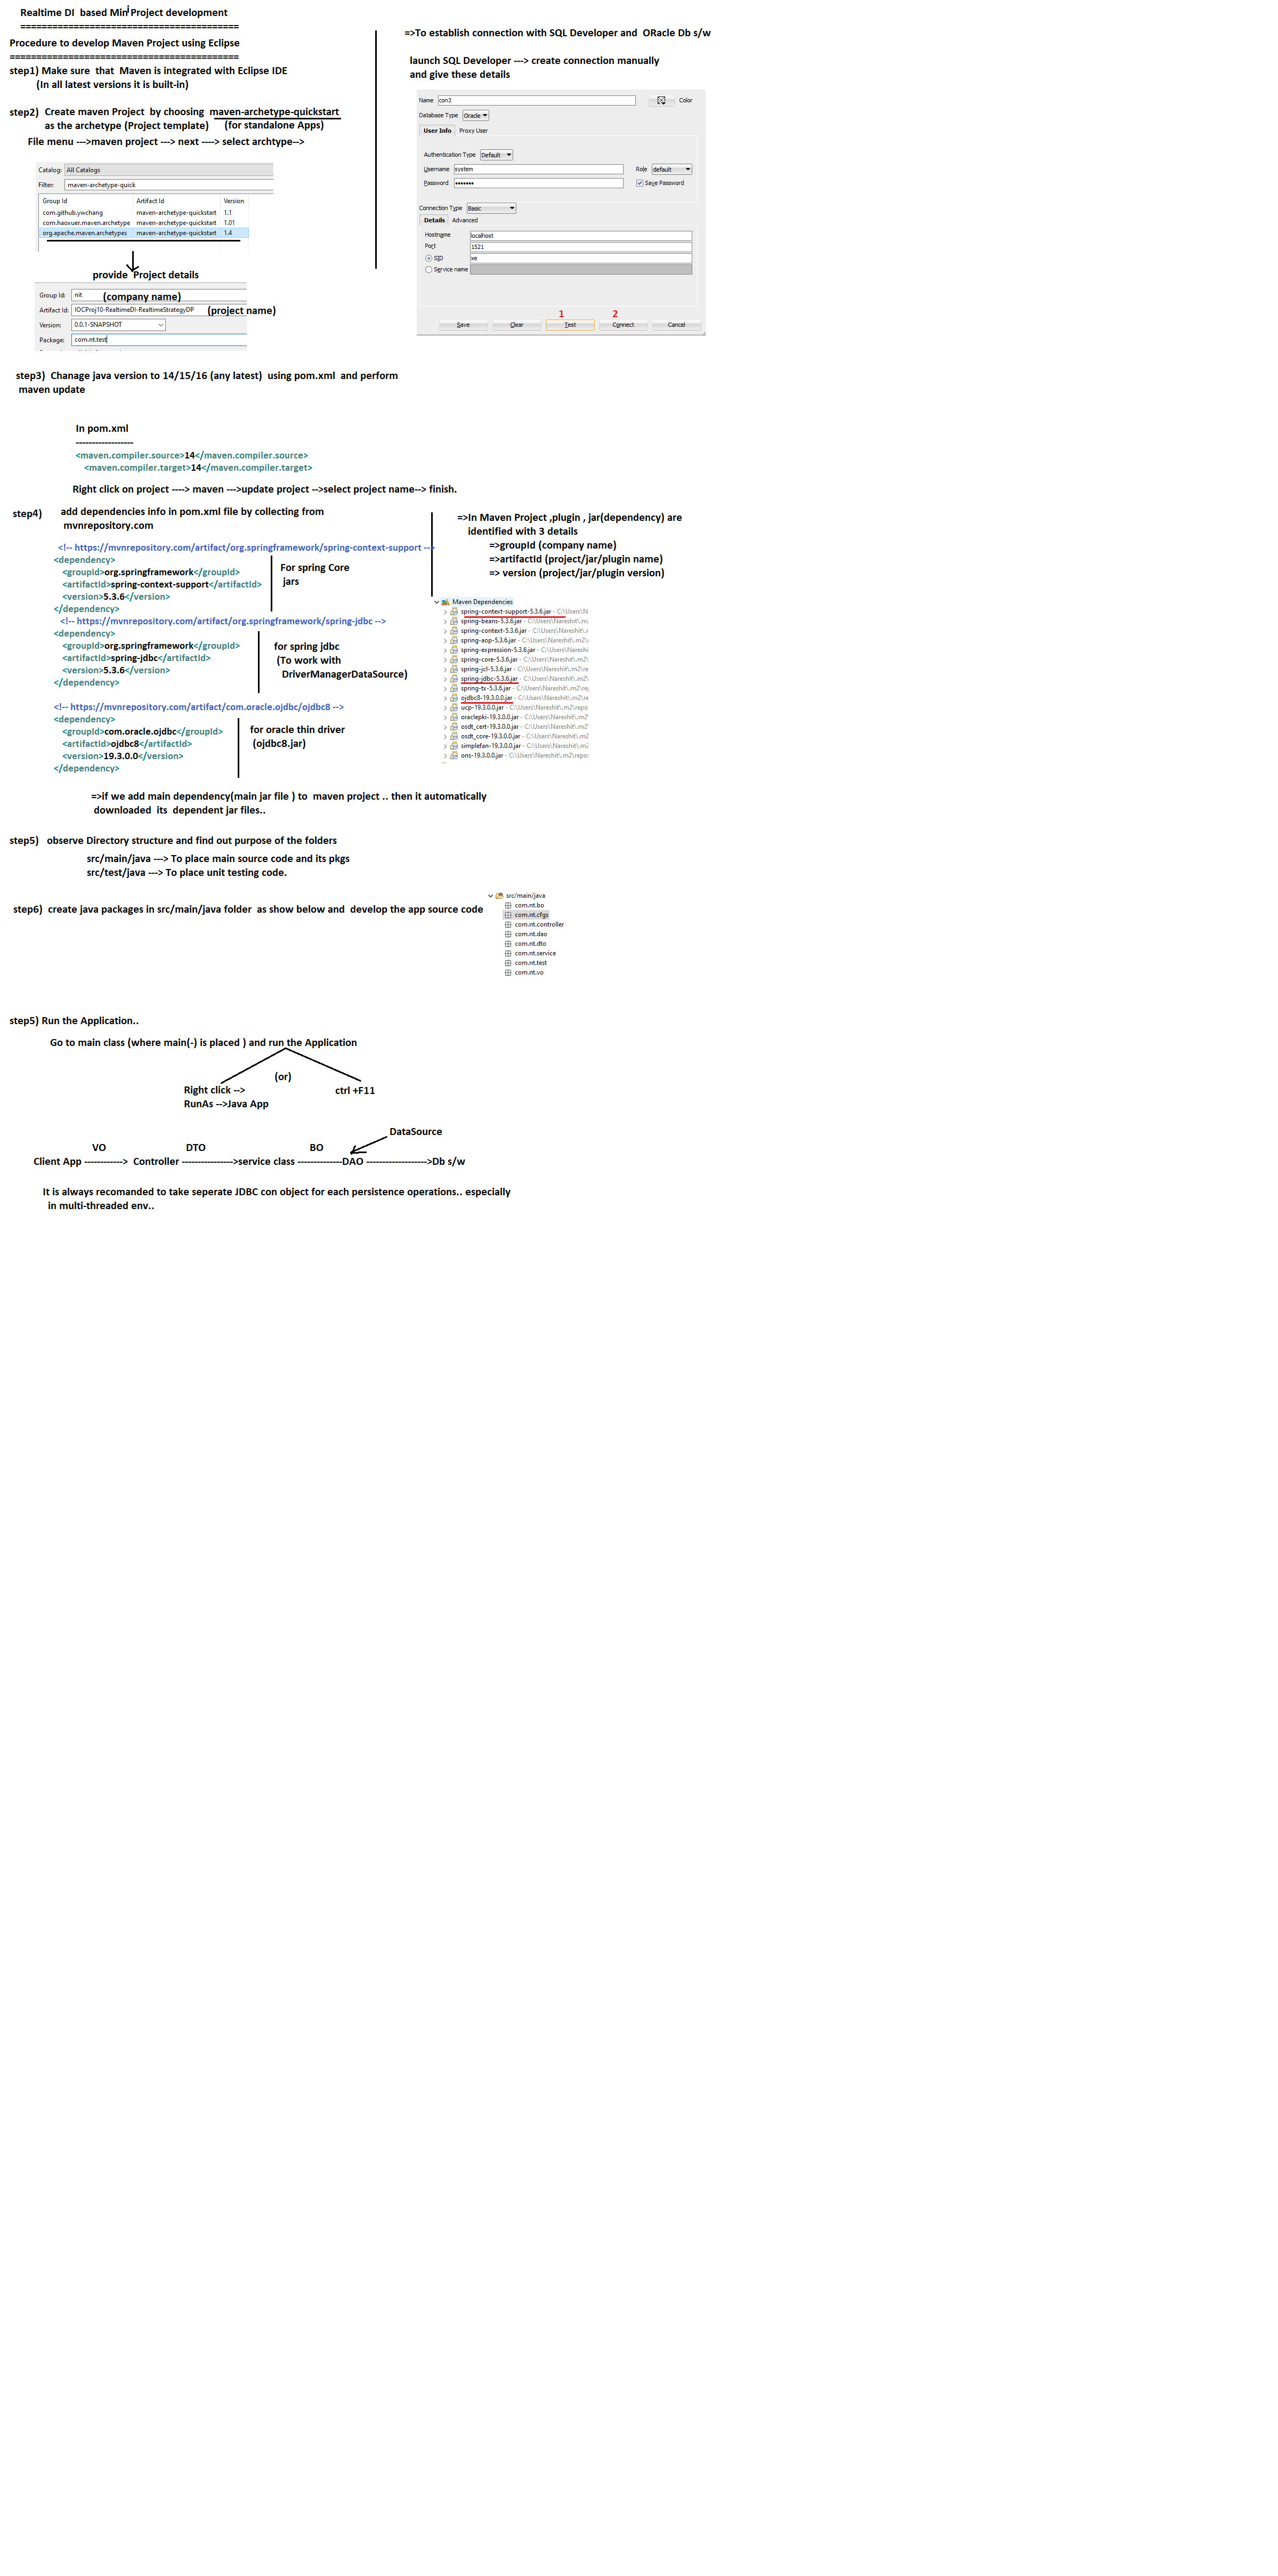 Realtime DI  based Mini Project development
==========================================
Procedure to develop Maven Project using Eclipse
============================================
step1) Make sure  that  Maven is integrated with Eclipse IDE
(In all latest versions it is built-in)
step2)  Create maven Project  by choosing  maven-archetype-quickstart
as the archetype (Project template)      (for standalone Apps)
File menu --->maven project ---> next ----> select archtype-->
Catalog: All Catalogs
Filter: maven-archetype-quick
Group Id  Artifact Id  Version
com.github.ywchang  maven-archetype-quickstart  1.1
com.haoxuer.maven.archetype  maven-archetype-quickstart  1.01
org.apache.maven.archetypes  maven-archetype-quickstart  1.4
provide  Project details
Group Id: nit (company name)
Artifact Id: IOCProj10-RealtimeDI-RealtimeStrategyDP (project name)
Version: 0.0.1-SNAPSHOT
Package: com.nt.test
=>To establish connection with SQL Developer and  ORacle Db s/w
launch SQL Developer ---> create connection manually
and give these details
Name con3 Color
Database Type Oracle
User Info Proxy User
Authentication Type Default
Username system Role default
Password ••••••• Save Password
Connection Type Basic
Details Advanced
Hostname localhost
Port 1521
SID xe
Service name
1 2
Save Clear Test Connect Cancel
step3)  Chanage java version to 14/15/16 (any latest)  using pom.xml  and perform
maven update
In pom.xml
------------------
<maven.compiler.source>14</maven.compiler.source>
<maven.compiler.target>14</maven.compiler.target>
Right click on project ----> maven --->update project -->select project name--> finish.
step4) add dependencies info in pom.xml file by collecting from
mvnrepository.com
<!-- https://mvnrepository.com/artifact/org.springframework/spring-context-support -->
<dependency>
<groupId>org.springframework</groupId>
<artifactId>spring-context-support</artifactId>
<version>5.3.6</version>
</dependency>
For spring Core
jars
<!-- https://mvnrepository.com/artifact/org.springframework/spring-jdbc -->
<dependency>
<groupId>org.springframework</groupId>
<artifactId>spring-jdbc</artifactId>
<version>5.3.6</version>
</dependency>
for spring jdbc
(To work with
DriverManagerDataSource)
<!-- https://mvnrepository.com/artifact/com.oracle.ojdbc/ojdbc8 -->
<dependency>
<groupId>com.oracle.ojdbc</groupId>
<artifactId>ojdbc8</artifactId>
<version>19.3.0.0</version>
</dependency>
for oracle thin driver
(ojdbc8.jar)
=>In Maven Project ,plugin , jar(dependency) are
identified with 3 details
=>groupId (company name)
=>artifactId (project/jar/plugin name)
=> version (project/jar/plugin version)
Maven Dependencies
spring-context-support-5.3.6.jar - C:\Users\N
spring-beans-5.3.6.jar - C:\Users\Nareshit\.m.
spring-context-5.3.6.jar - C:\Users\Nareshit\.r
spring-aop-5.3.6.jar - C:\Users\Nareshit\.m2\
spring-expression-5.3.6.jar - C:\Users\Nareshi
spring-core-5.3.6.jar - C:\Users\Nareshit\.m2\
spring-jcl-5.3.6.jar - C:\Users\Nareshit\.m2\re
spring-jdbc-5.3.6.jar - C:\Users\Nareshit\.m2\
spring-tx-5.3.6.jar - C:\Users\Nareshit\.m2\rej
ojdbc8-19.3.0.0.jar - C:\Users\Nareshit\.m2\re
ucp-19.3.0.0.jar - C:\Users\Nareshit\.m2\repo
oraclepki-19.3.0.0.jar - C:\Users\Nareshit\.m2\
osdt_cert-19.3.0.0.jar - C:\Users\Nareshit\.m2\
osdt_core-19.3.0.0.jar - C:\Users\Nareshit\.m2
simplefan-19.3.0.0.jar - C:\Users\Nareshit\.m2
ons-19.3.0.0.jar - C:\Users\Nareshit\.m2\repo:
=>if we add main dependency(main jar file ) to  maven project .. then it automatically
downloaded  its  dependent jar files..
step5)   observe Directory structure and find out purpose of the folders
src/main/java ---> To place main source code and its pkgs
src/test/java ---> To place unit testing code.
step6)  create java packages in src/main/java folder  as show below and  develop the app source code
src/main/java
com.nt.bo
com.nt.cfgs
com.nt.controller
com.nt.dao
com.nt.dto
com.nt.service
com.nt.test
com.nt.vo
step5) Run the Application..
Go to main class (where main(-) is placed ) and run the Application
(or)
Right click -->
RunAs -->Java App
ctrl +F11
DataSource
VO DTO BO
Client App ------------>  Controller ---------------->service class --------------DAO ------------------->Db s/w
It is always recomanded to take seperate JDBC con object for each persistence operations.. especially
in multi-threaded env..